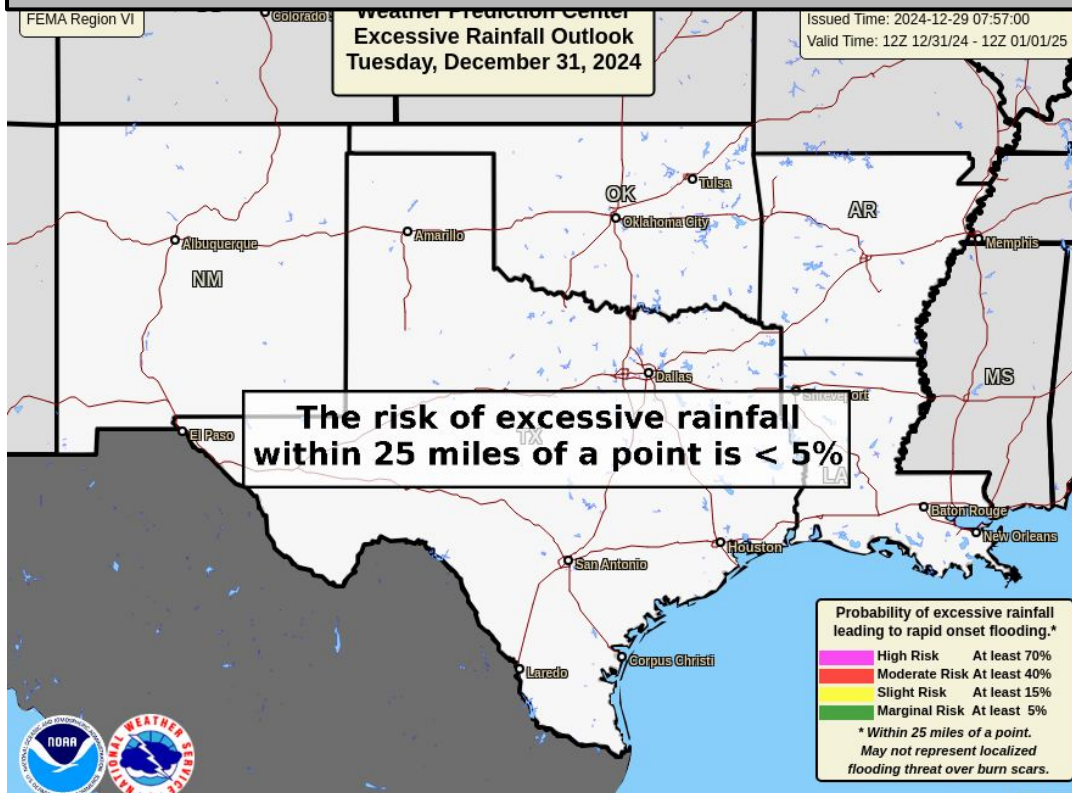 FEMA Region VI
Weather Prediction Center
Excessive Rainfall Outlook
Tuesday, December 31, 2024
Issued Time: 2024-12-29 07:57:00
Valid Time: 12Z 12/31/24 - 12Z 01/01/25
Colorado
Tulsa
OK
Oklahoma City
AR
Amarillo
Albuquerque
Memphis
NM
Dallas
MS
Shreveport
The risk of excessive rainfall
within 25 miles of a point is < 5%
TX
El Paso
LA
Baton Rouge
New Orleans
Houston
San Antonio
Corpus Christi
Laredo
Probability of excessive rainfall
leading to rapid onset flooding.*
High Risk At least 70%
Moderate Risk At least 40%
Slight Risk At least 15%
Marginal Risk At least 5%
* Within 25 miles of a point.
May not represent localized
flooding threat over burn scars.
NOAA
NATIONAL WEATHER SERVICE